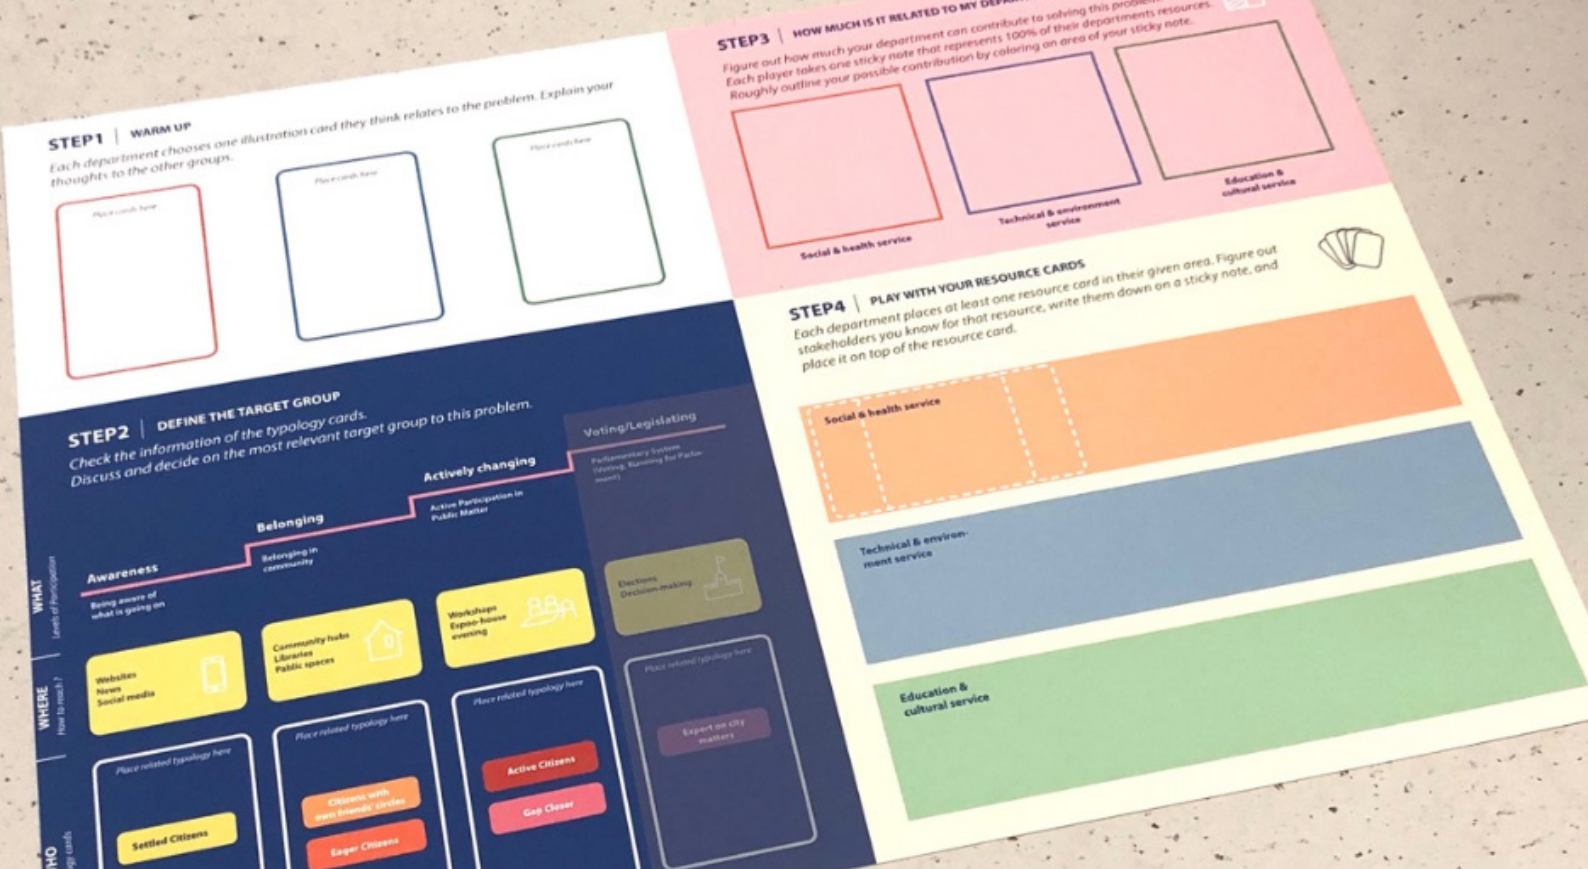 STEP1 | WARM UP
Each department chooses one illustration card they think relates to the problem. Explain your
thoughts to the other groups.
Place cards here
Place cards here
Place cards here
STEP2 | DEFINE THE TARGET GROUP
Check the information of the typology cards.
Discuss and decide on the most relevant target group to this problem.
WHAT
Levels of Participation
Awareness
Being aware of
what is going on
Belonging
Belonging in
community
Actively changing
Active Participation in
Public Matter
Voting/Legislating
Parliamentary System
(Voting, Running for Parlia-
ment)
WHERE
How to reach?
Websites
News
Social media
Community hubs
Libraries
Public spaces
Workshops
Espoo-house
evening
Elections
Decision-making
Place related typology here
Settled Citizens
Place related typology here
Citizens with
own friends' circles
Eager Citizens
Place related typology here
Active Citizens
Gap Closer
Place related typology here
Expert on city
matters
STEP3 | HOW MUCH IS IT RELATED TO MY
Figure out how much your department can contribute to solving this
Each player takes one sticky note that represents 100% of their departments resources.
Roughly outline your possible contribution by coloring an area of your sticky note.
Social & health service
Technical & environment
service
Education &
cultural service
STEP4 | PLAY WITH YOUR RESOURCE CARDS
Each department places at least one resource card in their given area. Figure out
stakeholders you know for that resource, write them down on a sticky note, and
place it on top of the resource card.
Social & health service
Technical & environ-
ment service
Education &
cultural service